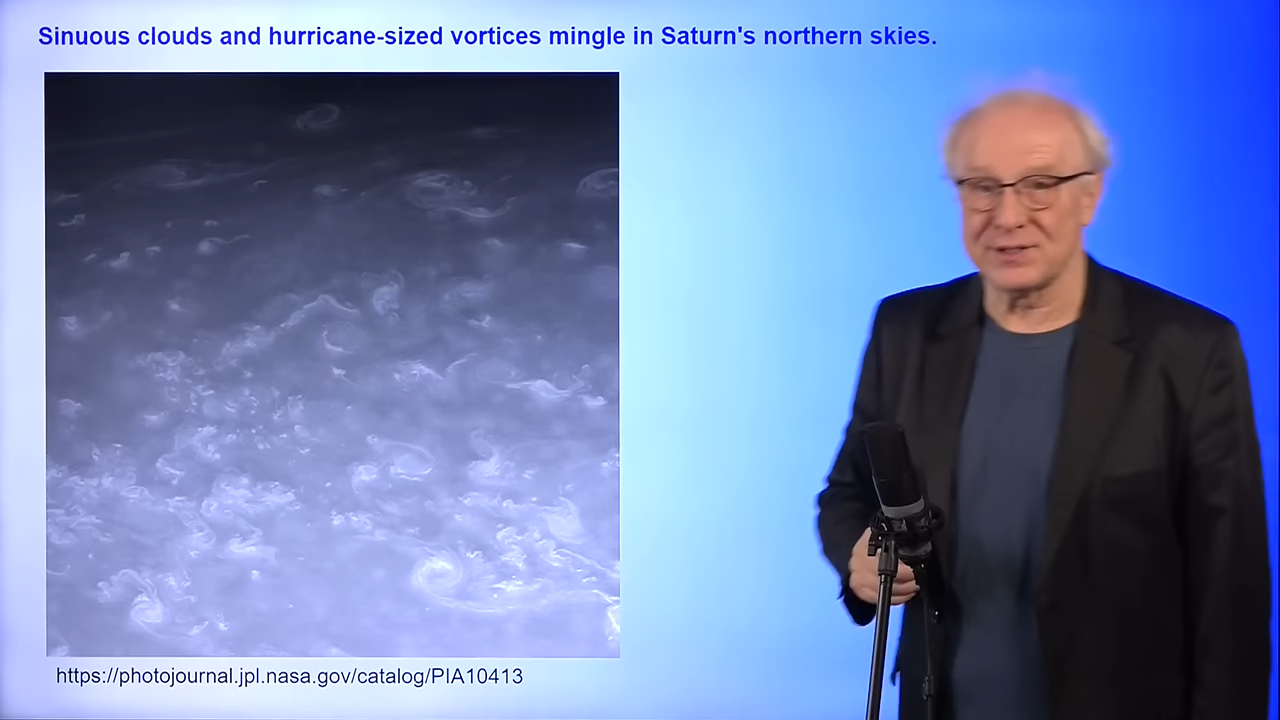 Sinuous clouds and hurricane-sized vortices mingle in Saturn's northern skies.
https://photojournal.jpl.nasa.gov/catalog/PIA10413